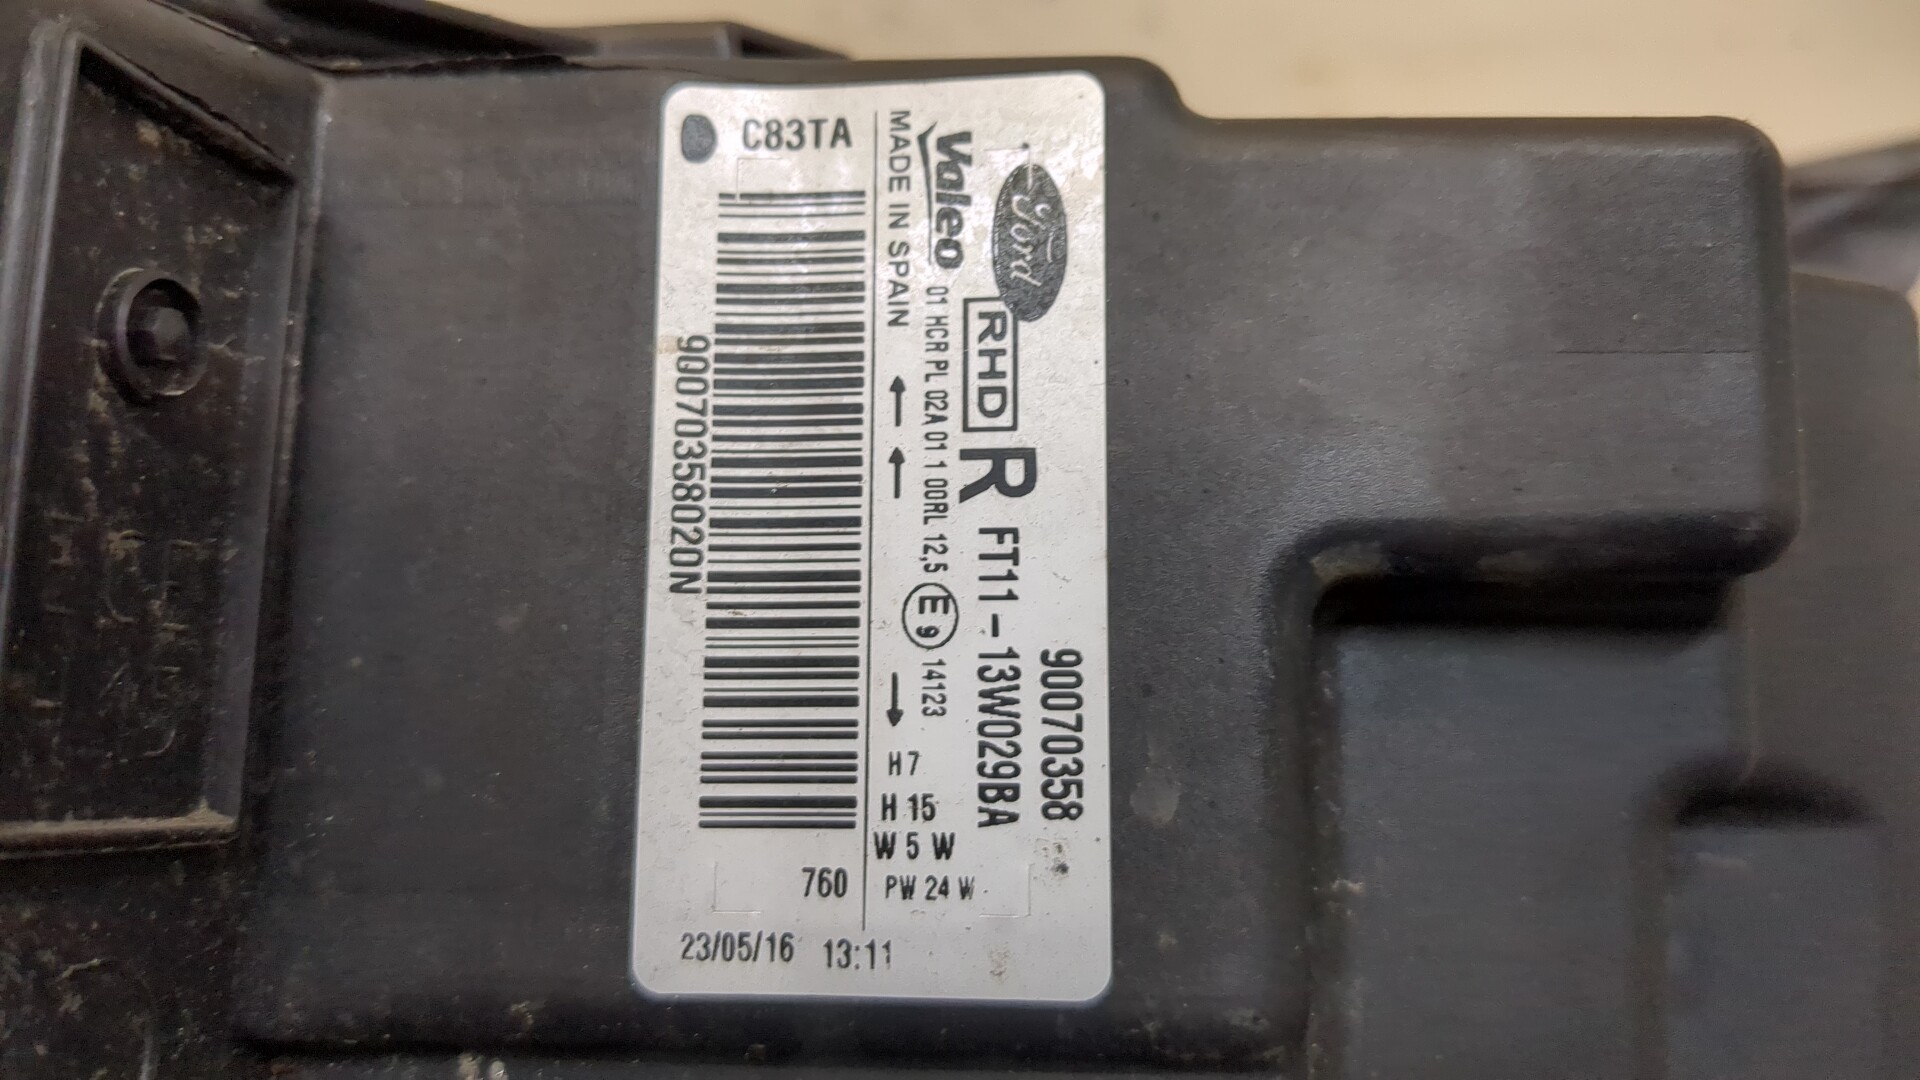 C83TA
90070358020N
760
23/05/16 13:11
90070358
Ford
RHD R FT11-13W029BA
Valeo 01 HCR PL 02A 01 1 00RL 12,5 E 9 14123
MADE IN SPAIN ← ← →
H7
H 15
W 5 W
PW 24 W